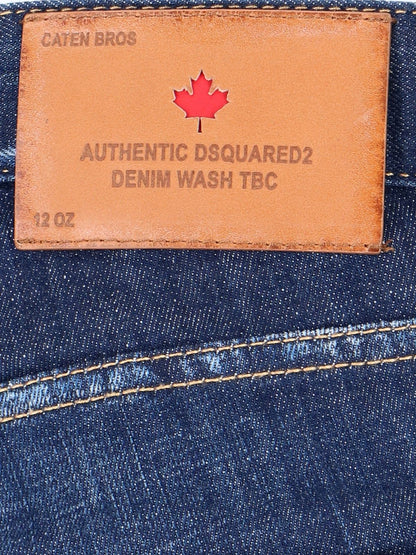 CATEN BROS
AUTHENTIC DSQUARED2
DENIM WASH TBC
12 OZ